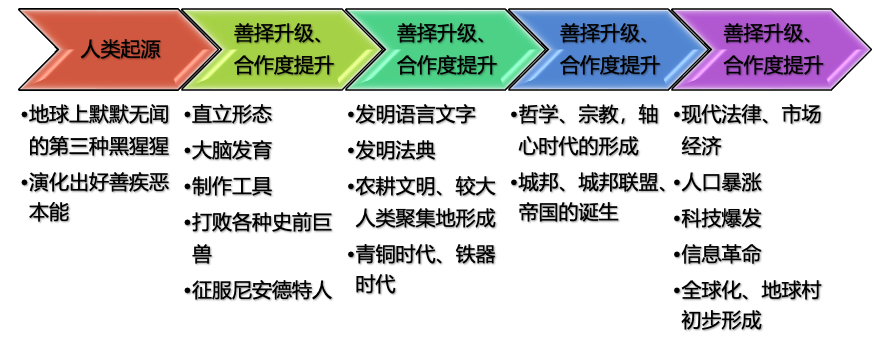 人类起源
善择升级、
合作度提升
善择升级、
合作度提升
善择升级、
合作度提升
善择升级、
合作度提升
•地球上默默无闻
的第三种黑猩猩
•演化出好善疾恶
本能
•直立形态
•大脑发育
•制作工具
•打败各种史前巨
兽
•征服尼安德特人
•发明语言文字
•发明法典
•农耕文明、较大
人类聚集地形成
•青铜时代、铁器
时代
•哲学、宗教，轴
心时代的形成
•城邦、城邦联盟、
帝国的诞生
•现代法律、市场
经济
•人口暴涨
•科技爆发
•信息革命
•全球化、地球村
初步形成